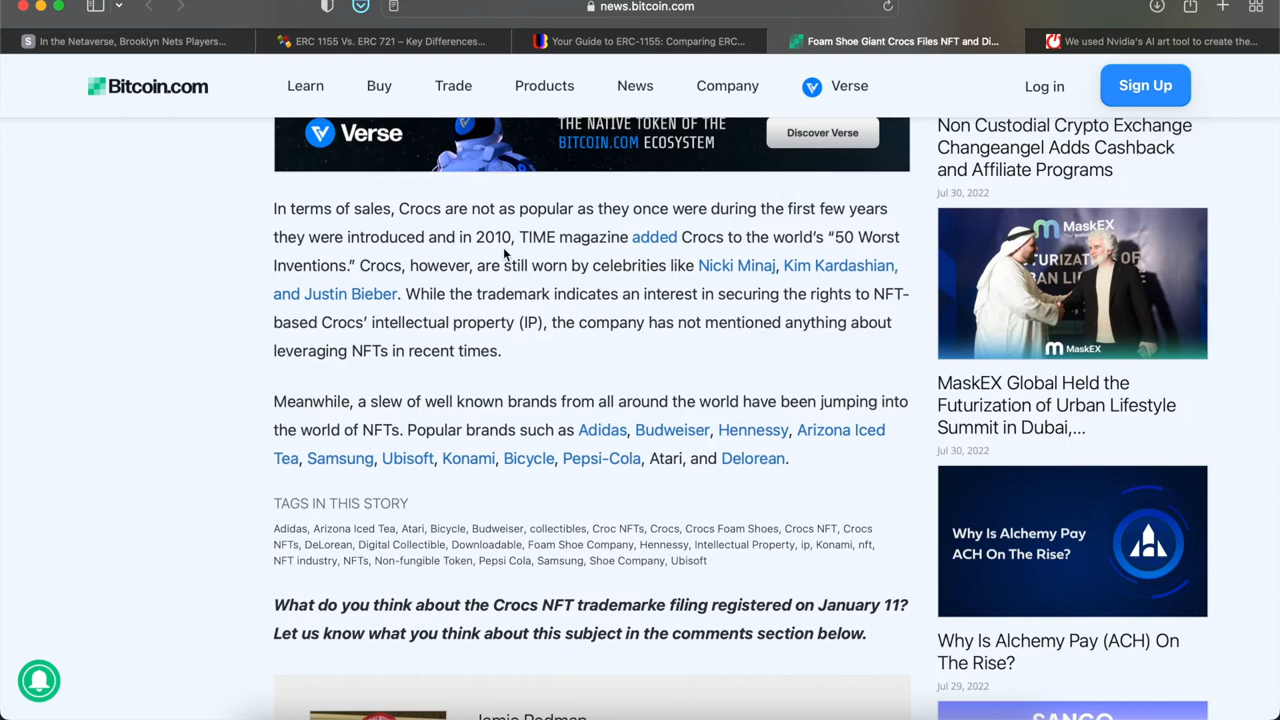 news.bitcoin.com
In the Netaverse, Brooklyn Nets Players...
ERC 1155 Vs. ERC 721 – Key Differences...
Your Guide to ERC-1155: Comparing ERC...
Foam Shoe Giant Crocs Files NFT and Di...
We used Nvidia's AI art tool to create the...
Bitcoin.com
Learn
Buy
Trade
Products
News
Company
Verse
Log in
Sign Up
Verse
THE NATIVE TOKEN OF THE
BITCOIN.COM ECOSYSTEM
Discover Verse
In terms of sales, Crocs are not as popular as they once were during the first few years
they were introduced and in 2010, TIME magazine added Crocs to the world's “50 Worst
Inventions.” Crocs, however, are still worn by celebrities like Nicki Minaj, Kim Kardashian,
and Justin Bieber. While the trademark indicates an interest in securing the rights to NFT-
based Crocs’ intellectual property (IP), the company has not mentioned anything about
leveraging NFTs in recent times.
Meanwhile, a slew of well known brands from all around the world have been jumping into
the world of NFTs. Popular brands such as Adidas, Budweiser, Hennessy, Arizona Iced
Tea, Samsung, Ubisoft, Konami, Bicycle, Pepsi-Cola, Atari, and Delorean.
TAGS IN THIS STORY
Adidas, Arizona Iced Tea, Atari, Bicycle, Budweiser, collectibles, Croc NFTs, Crocs, Crocs Foam Shoes, Crocs NFT, Crocs
NFTs, DeLorean, Digital Collectible, Downloadable, Foam Shoe Company, Hennessy, Intellectual Property, ip, Konami, nft,
NFT industry, NFTs, Non-fungible Token, Pepsi Cola, Samsung, Shoe Company, Ubisoft
What do you think about the Crocs NFT trademarke filing registered on January 11?
Let us know what you think about this subject in the comments section below.
Jamie Redman
Non Custodial Crypto Exchange
Changeangel Adds Cashback
and Affiliate Programs
Jul 30, 2022
MaskEX
MaskEX
MaskEX Global Held the
Futurization of Urban Lifestyle
Summit in Dubai,...
Jul 30, 2022
Why Is Alchemy Pay
ACH On The Rise?
Why Is Alchemy Pay (ACH) On
The Rise?
Jul 29, 2022
SANGO